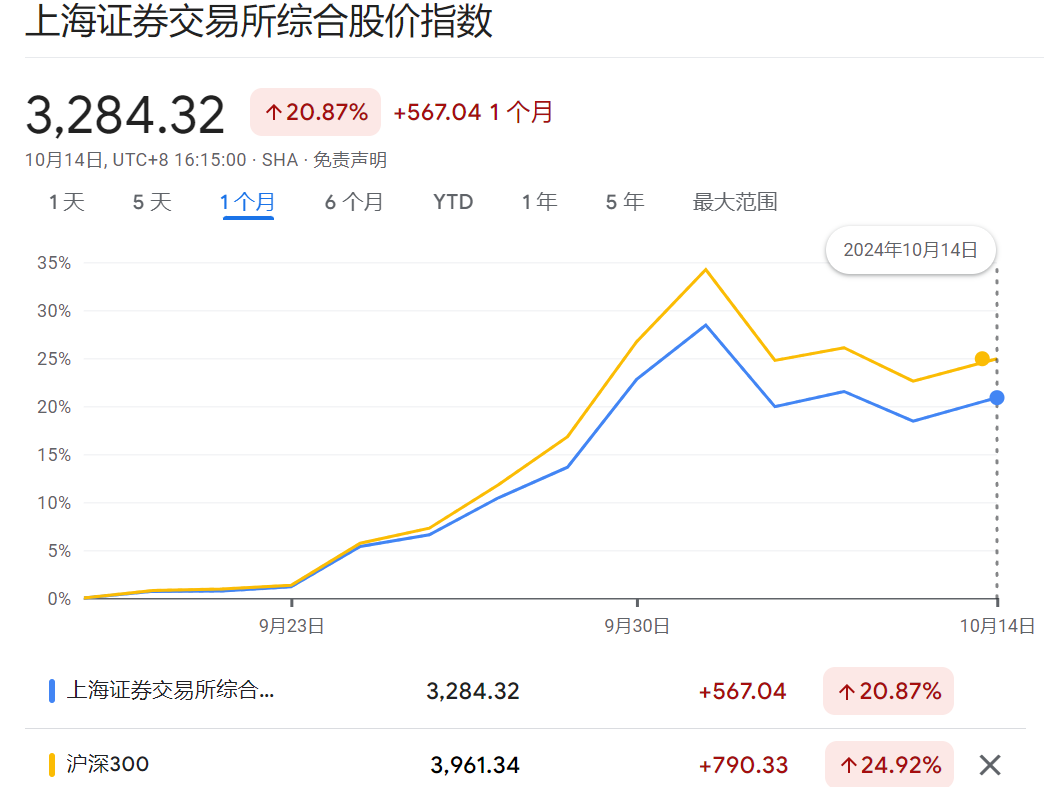 上海证券交易所综合股价指数
3,284.32 ↑20.87% +567.04 1 个月
10月14日, UTC+8 16:15:00 · SHA · 免责声明
1 天 5 天 1 个月 6 个月 YTD 1 年 5 年 最大范围
2024年10月14日
35%
30%
25%
20%
15%
10%
5%
0%
9月23日 9月30日 10月14日
上海证券交易所综合... 3,284.32 +567.04 ↑20.87%
沪深300 3,961.34 +790.33 ↑24.92%